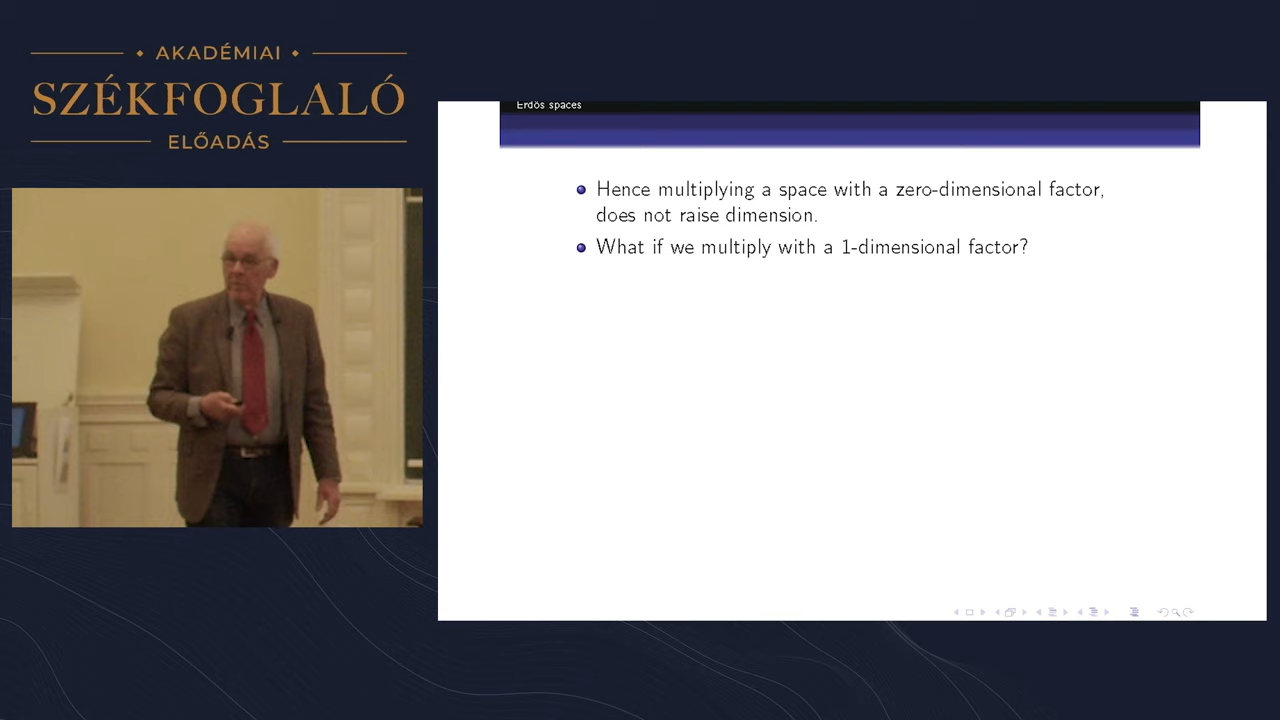 AKADÉMIAI
SZÉKFOGLALÓ
ELŐADÁS
Erdős spaces
Hence multiplying a space with a zero-dimensional factor,
does not raise dimension.
What if we multiply with a 1-dimensional factor?